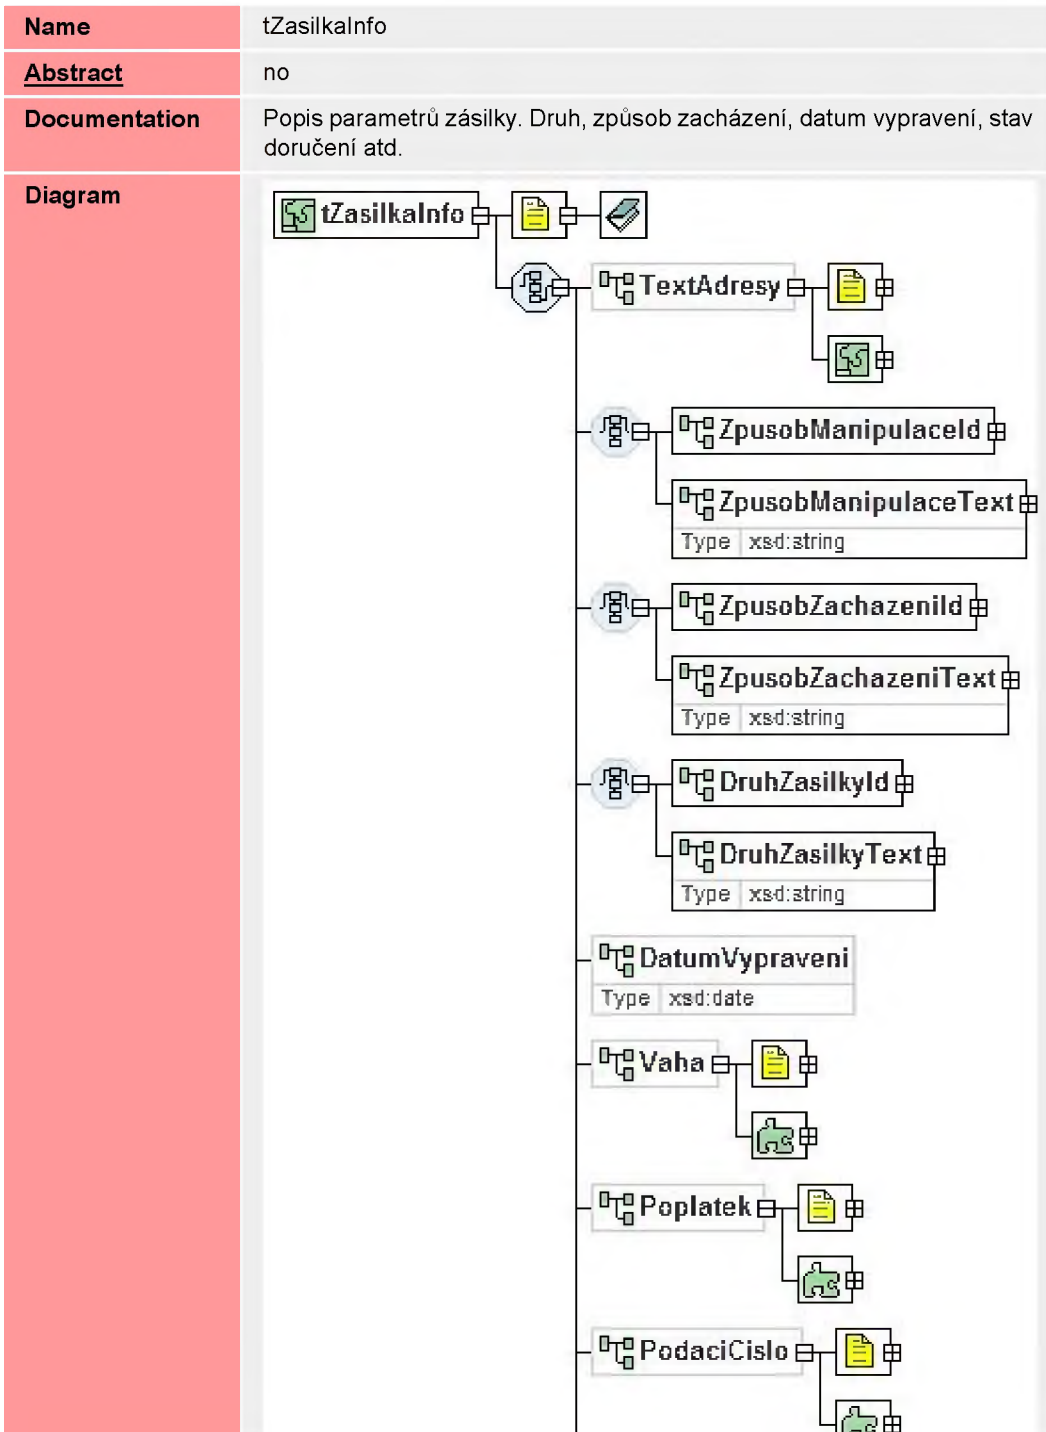 Name tZasilkaInfo
Abstract no
Documentation Popis parametrů zásilky. Druh, způsob zacházení, datum vypravení, stav
doručení atd.
Diagram
tZasilkaInfo
TextAdresy
ZpusobManipulaceId
ZpusobManipulaceText
Type xsd:string
ZpusobZachazeniId
ZpusobZachazeniText
Type xsd:string
DruhZasilkyId
DruhZasilkyText
Type xsd:string
DatumVypraveni
Type xsd:date
Vaha
Poplatek
PodaciCislo